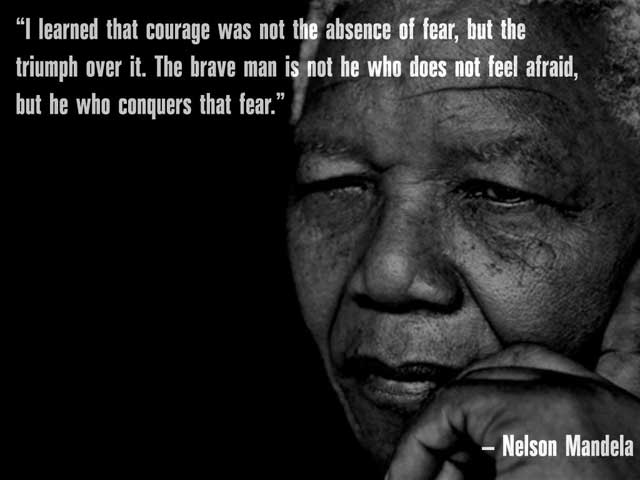 “I learned that courage was not the absence of fear, but the
triumph over it. The brave man is not he who does not feel afraid,
but he who conquers that fear.”
– Nelson Mandela